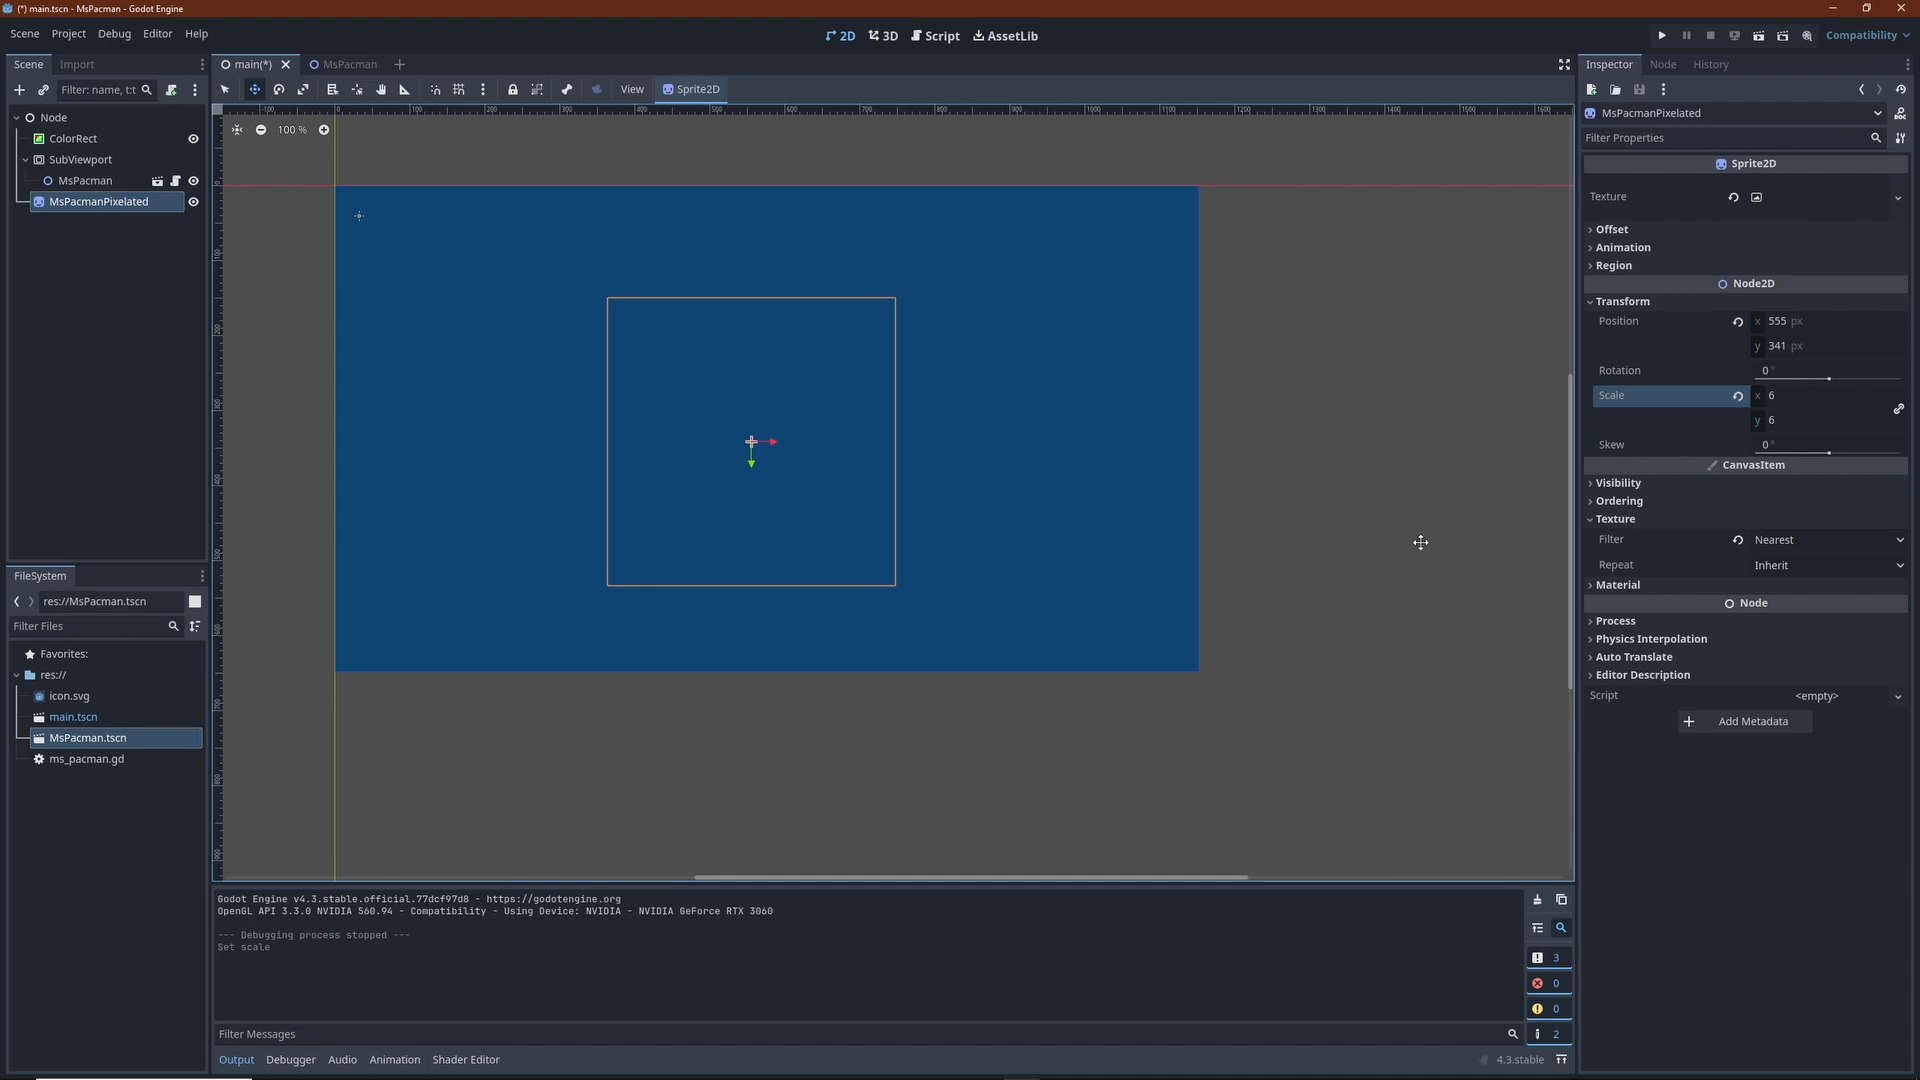 (*) main.tscn - MsPacman - Godot Engine
Scene Project Debug Editor Help
2D 3D Script AssetLib
Compatibility
Scene Import
main(*) MsPacman
Inspector Node History
Filter: name, t:t
View Sprite2D
100 %
MsPacmanPixelated
Filter Properties
Node
ColorRect
SubViewport
MsPacman
MsPacmanPixelated
Sprite2D
Texture
Offset
Animation
Region
Node2D
Transform
Position x 555 px
y 341 px
Rotation 0 °
Scale x 6
y 6
Skew 0 °
CanvasItem
Visibility
Ordering
Texture
Filter Nearest
Repeat Inherit
Material
Node
Process
Physics Interpolation
Auto Translate
Editor Description
Script <empty>
Add Metadata
FileSystem
res://MsPacman.tscn
Filter Files
Favorites:
res://
icon.svg
main.tscn
MsPacman.tscn
ms_pacman.gd
Godot Engine v4.3.stable.official.77dcf97d8 - https://godotengine.org
OpenGL API 3.3.0 NVIDIA 560.94 - Compatibility - Using Device: NVIDIA - NVIDIA GeForce RTX 3060
--- Debugging process stopped ---
Set scale
3
0
0
2
Filter Messages
Output Debugger Audio Animation Shader Editor
4.3.stable